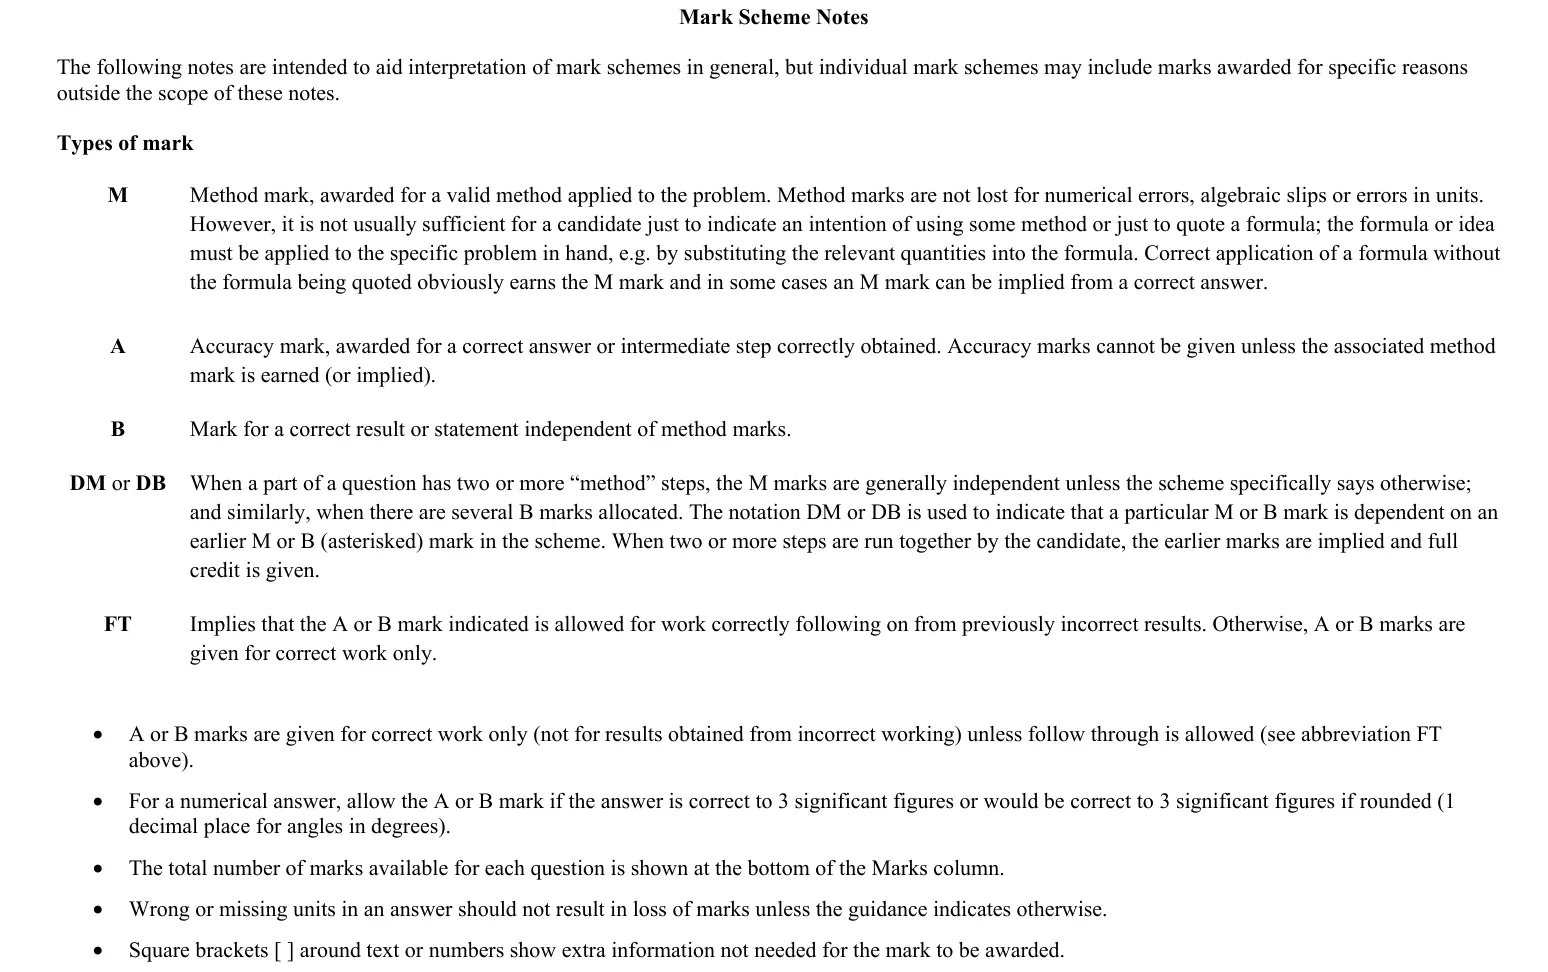 Mark Scheme Notes
The following notes are intended to aid interpretation of mark schemes in general, but individual mark schemes may include marks awarded for specific reasons
outside the scope of these notes.
Types of mark
M Method mark, awarded for a valid method applied to the problem. Method marks are not lost for numerical errors, algebraic slips or errors in units.
However, it is not usually sufficient for a candidate just to indicate an intention of using some method or just to quote a formula; the formula or idea
must be applied to the specific problem in hand, e.g. by substituting the relevant quantities into the formula. Correct application of a formula without
the formula being quoted obviously earns the M mark and in some cases an M mark can be implied from a correct answer.
A Accuracy mark, awarded for a correct answer or intermediate step correctly obtained. Accuracy marks cannot be given unless the associated method
mark is earned (or implied).
B Mark for a correct result or statement independent of method marks.
DM or DB When a part of a question has two or more “method” steps, the M marks are generally independent unless the scheme specifically says otherwise;
and similarly, when there are several B marks allocated. The notation DM or DB is used to indicate that a particular M or B mark is dependent on an
earlier M or B (asterisked) mark in the scheme. When two or more steps are run together by the candidate, the earlier marks are implied and full
credit is given.
FT Implies that the A or B mark indicated is allowed for work correctly following on from previously incorrect results. Otherwise, A or B marks are
given for correct work only.
• A or B marks are given for correct work only (not for results obtained from incorrect working) unless follow through is allowed (see abbreviation FT
above).
• For a numerical answer, allow the A or B mark if the answer is correct to 3 significant figures or would be correct to 3 significant figures if rounded (1
decimal place for angles in degrees).
• The total number of marks available for each question is shown at the bottom of the Marks column.
• Wrong or missing units in an answer should not result in loss of marks unless the guidance indicates otherwise.
• Square brackets [ ] around text or numbers show extra information not needed for the mark to be awarded.